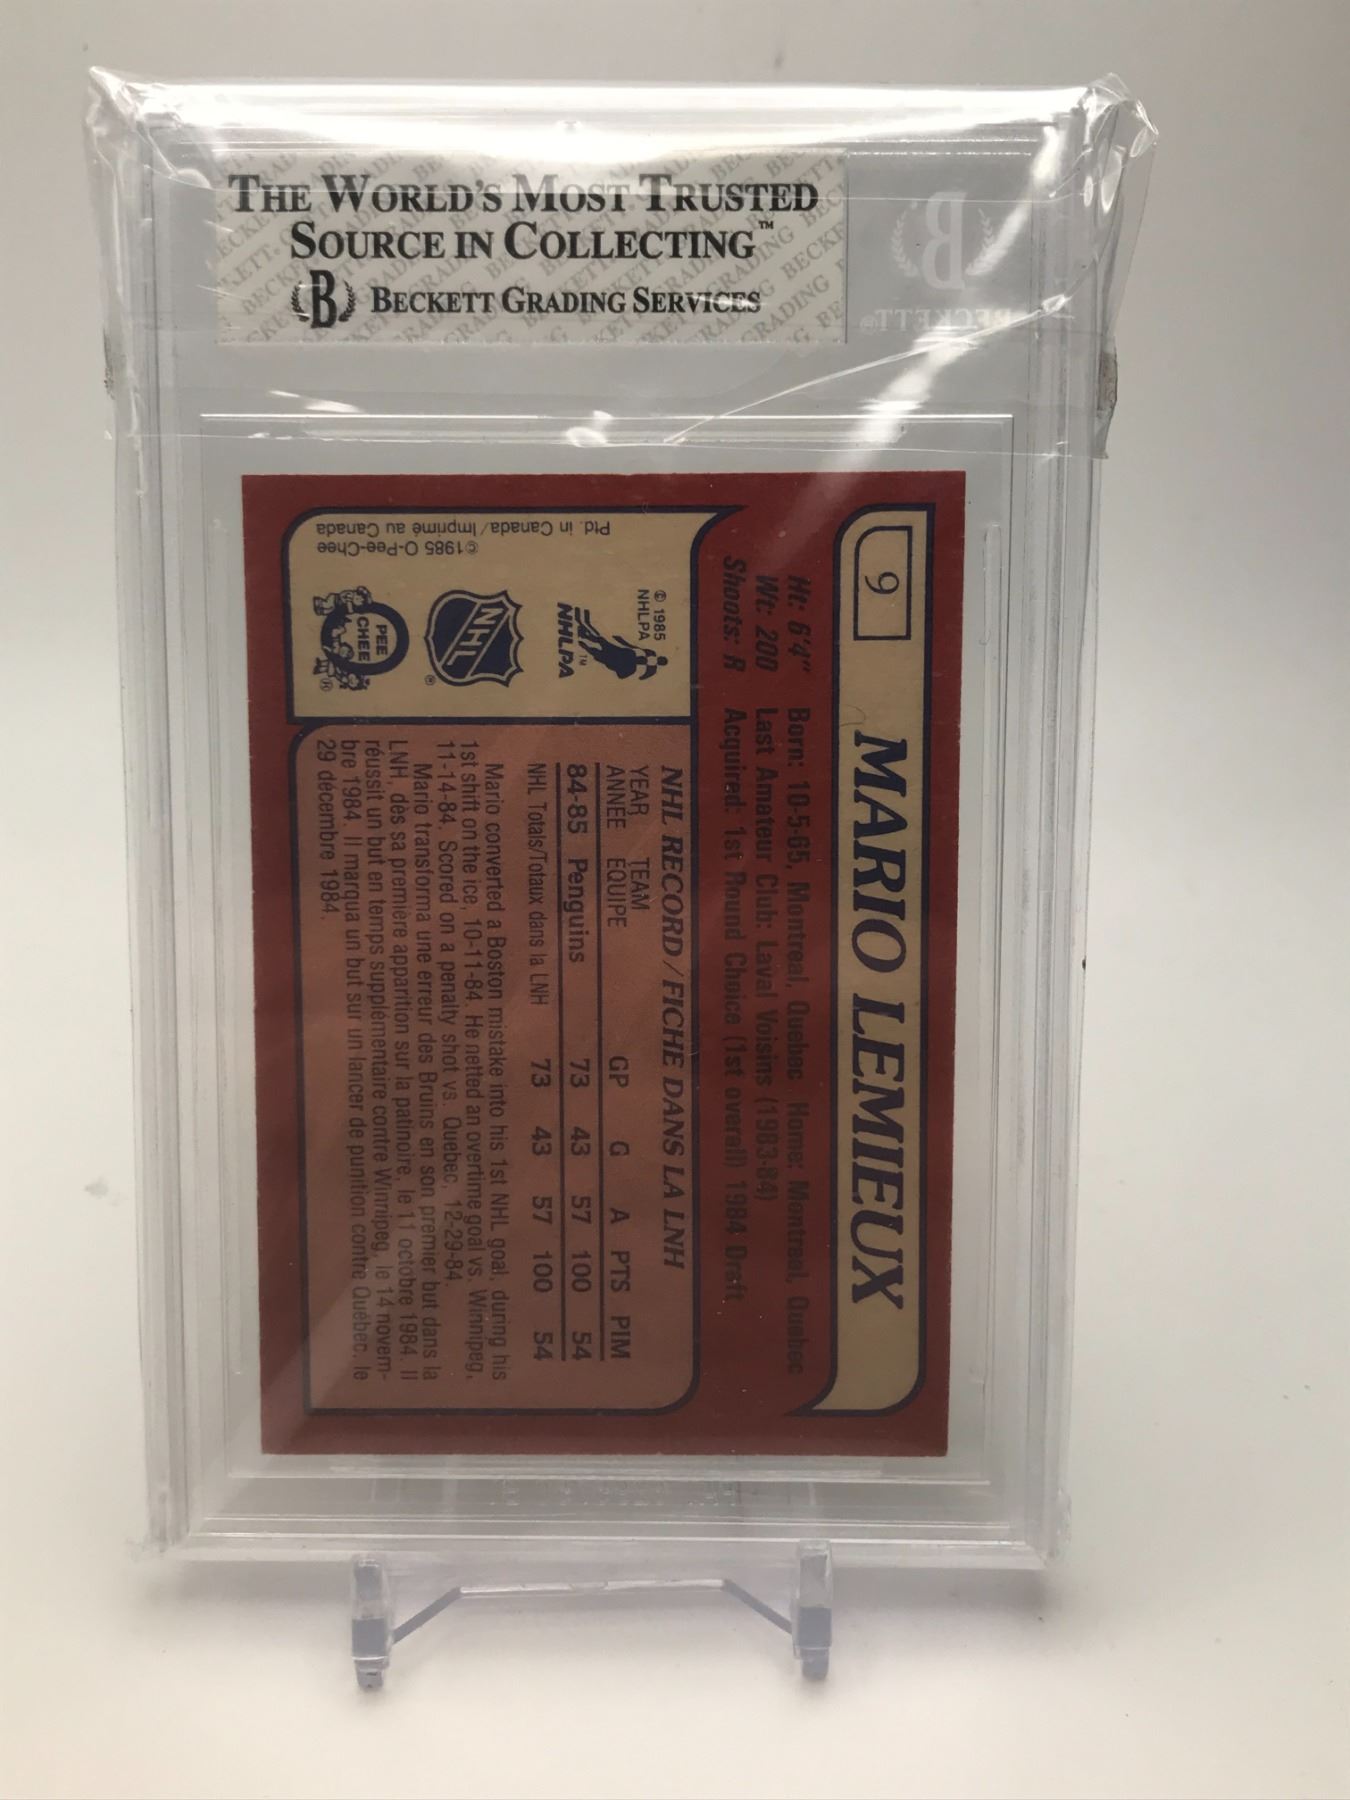 THE WORLD'S MOST TRUSTED
SOURCE IN COLLECTING™
B BECKETT GRADING SERVICES
B
BECKETT®
9
MARIO LEMIEUX
Ht: 6'4" Born: 10-5-65, Montreal, Quebec Home: Montreal, Quebec
Wt: 200 Last Amateur Club: Laval Voisins (1983-84)
Shoots: R Acquired: 1st Round Choice (1st overall) 1984 Draft
© 1985
NHLPA
NHLPA™
NHL®
O PEE CHEE®
©1985 O-Pee-Chee
Ptd. in Canada/Imprimé au Canada
NHL RECORD/FICHE DANS LA LNH
YEAR TEAM
ANNÉE EQUIPE GP G A PTS PIM
84-85 Penguins 73 43 57 100 54
NHL Totals/Totaux dans la LNH 73 43 57 100 54
Mario converted a Boston mistake into his 1st NHL goal, during his
1st shift on the ice, 10-11-84. He netted an overtime goal vs. Winnipeg,
11-14-84. Scored on a penalty shot vs. Quebec, 12-29-84.
Mario transforma une erreur des Bruins en son premier but dans la
LNH, dès sa première apparition sur la patinoire, le 11 octobre 1984. Il
réussit un but en temps supplémentaire contre Winnipeg, le 14 novem-
bre 1984. Il marqua un but sur un lancer de punition contre Québec, le
29 décembre 1984.